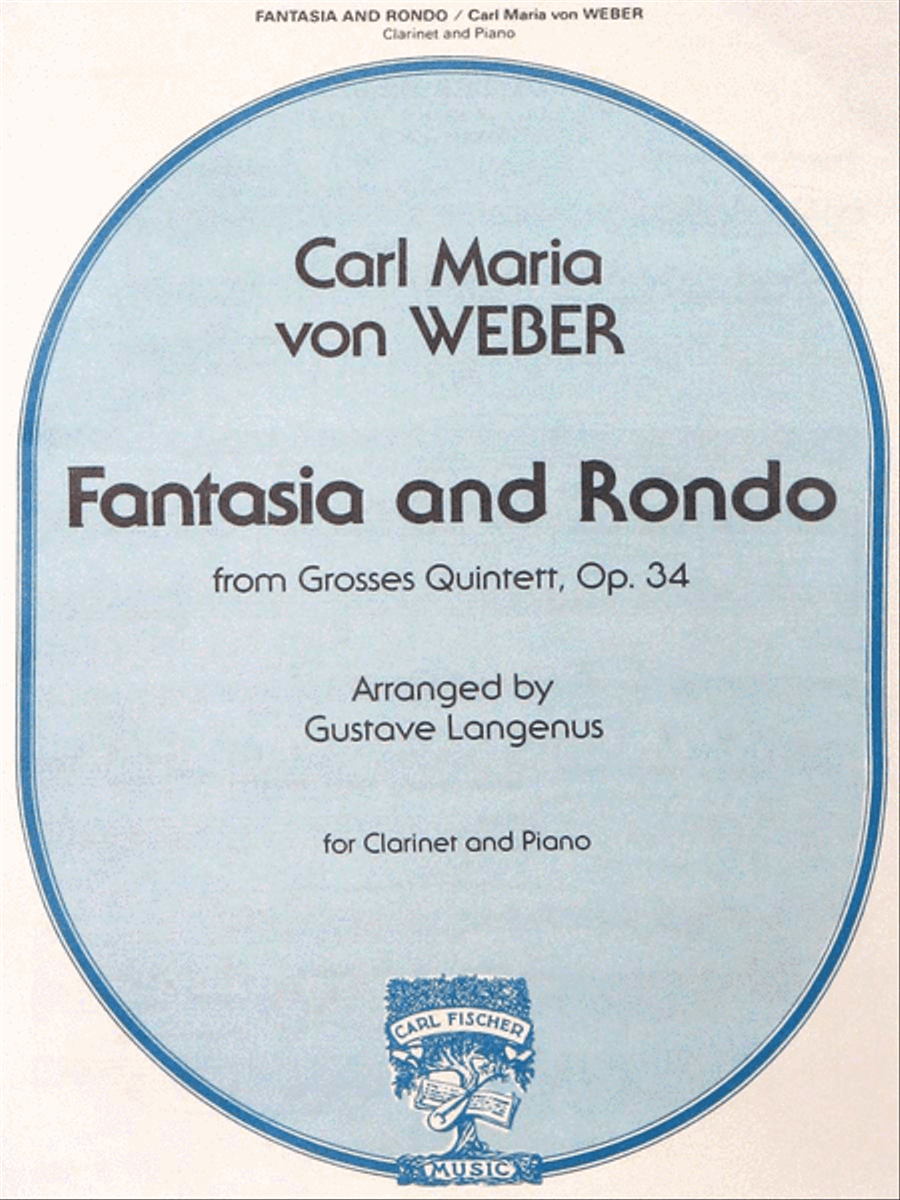 FANTASIA AND RONDO / Carl Maria von WEBER
Clarinet and Piano
Carl Maria
von WEBER
Fantasia and Rondo
from Grosses Quintett, Op. 34
Arranged by
Gustave Langenus
for Clarinet and Piano
CARL FISCHER
MUSIC